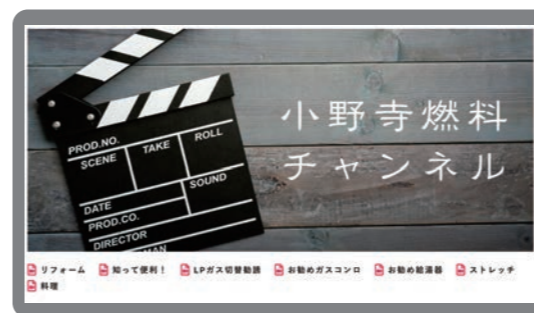 小野寺燃料
チャンネル
PROD.NO.
SCENE TAKE ROLL
SOUND
DATE
PROD.CO.
DIRECTOR
リフォーム 知って便利！ LPガス切替勧誘 お勧めガスコンロ お勧め給湯器 ストレッチ
料理